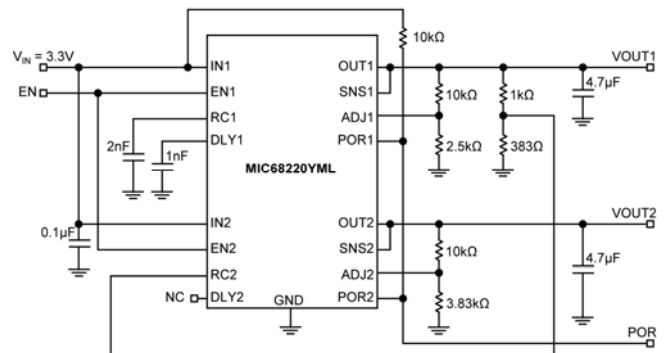 10kΩ
V_IN = 3.3V
IN1
OUT1
VOUT1
EN
EN1
SNS1
10kΩ
1kΩ
4.7µF
RC1
ADJ1
2nF
1nF
DLY1
POR1
2.5kΩ
383Ω
MIC68220YML
IN2
OUT2
VOUT2
0.1µF
EN2
SNS2
10kΩ
4.7µF
RC2
ADJ2
NC
DLY2
GND
POR2
3.83kΩ
POR